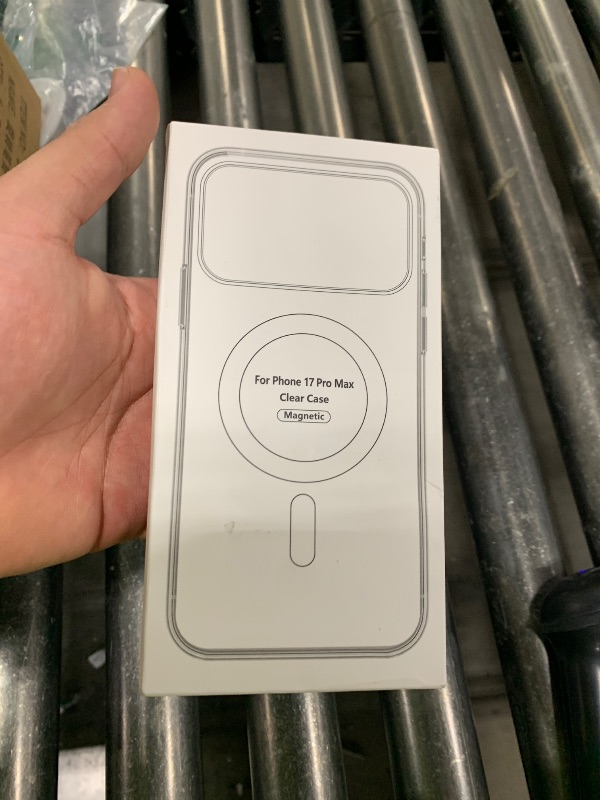 For Phone 17 Pro Max
Clear Case
Magnetic